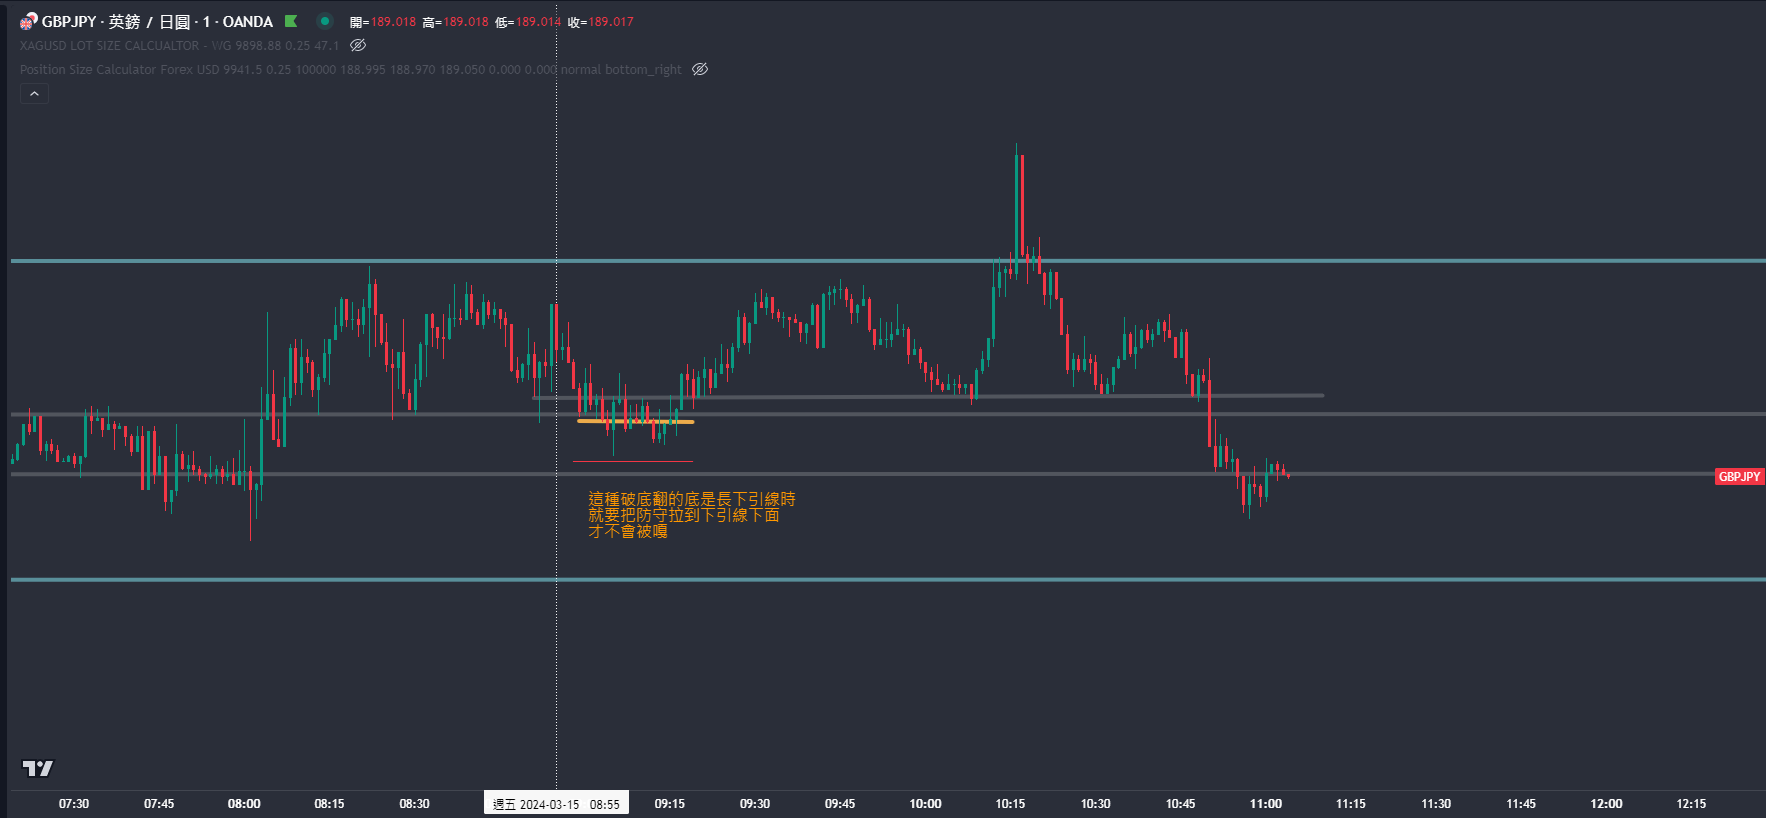 GBPJPY · 英鎊 / 日圓 · 1 · OANDA 開=189.018 高=189.018 低=189.014 收=189.017
XAGUSD LOT SIZE CALCUALTOR - WG 9898.88 0.25 47.1
Position Size Calculator Forex USD 9941.5 0.25 100000 188.995 188.970 189.050 0.000 0.000 normal bottom_right
GBPJPY
這種破底翻的底是長下引線時
就要把防守拉到下引線下面
才不會被嘎
07:30 07:45 08:00 08:15 08:30 週五 2024-03-15 08:55 09:15 09:30 09:45 10:00 10:15 10:30 10:45 11:00 11:15 11:30 11:45 12:00 12:15